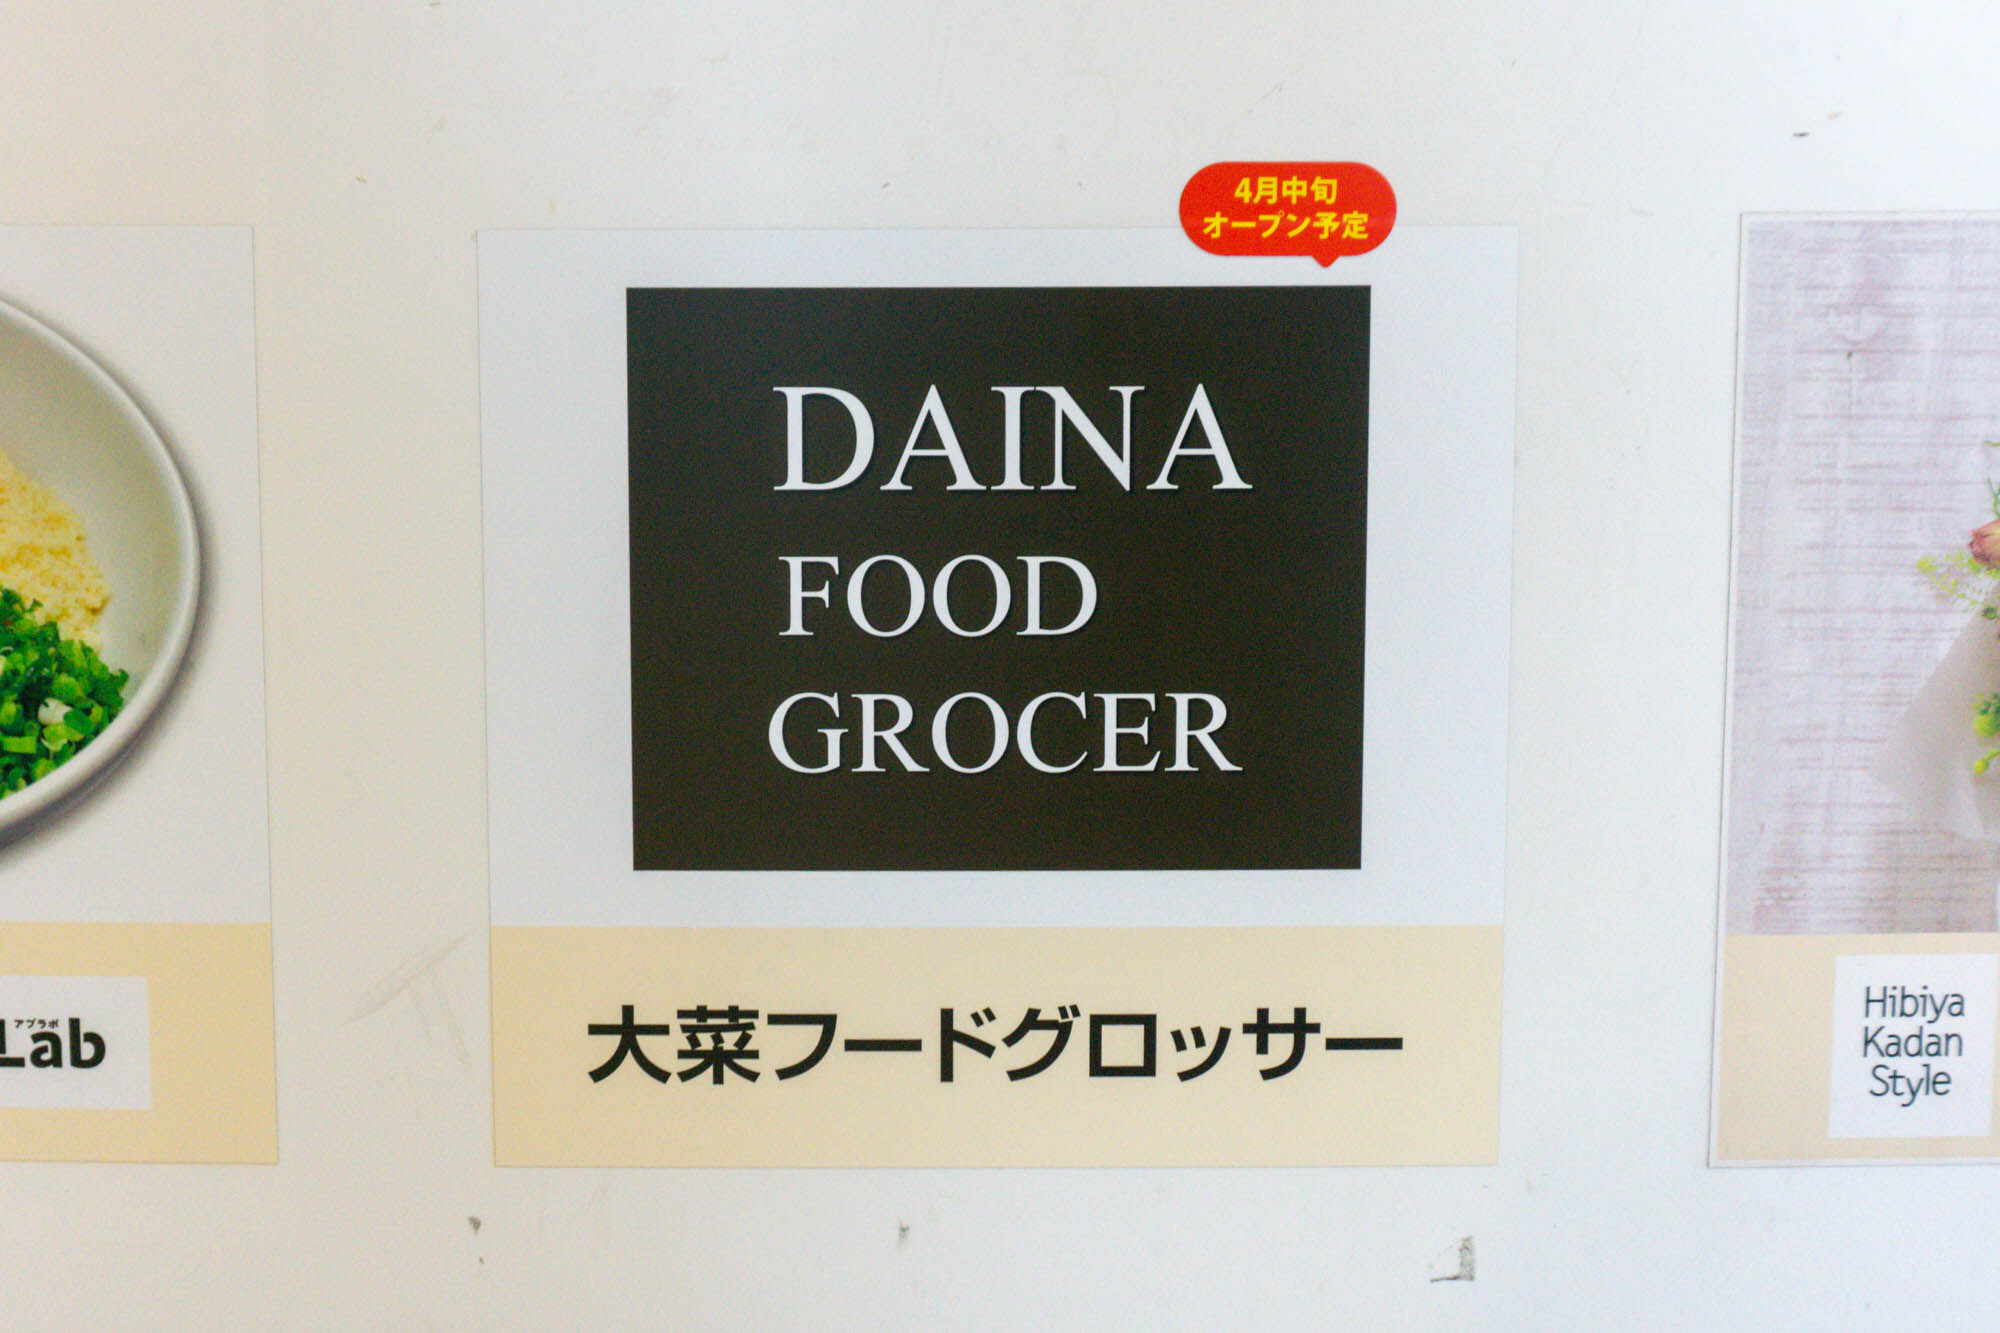 4月中旬
オープン予定
DAINA
FOOD
GROCER
大菜フードグロッサー
アブラボ
Lab
Hibiya
Kadan
Style